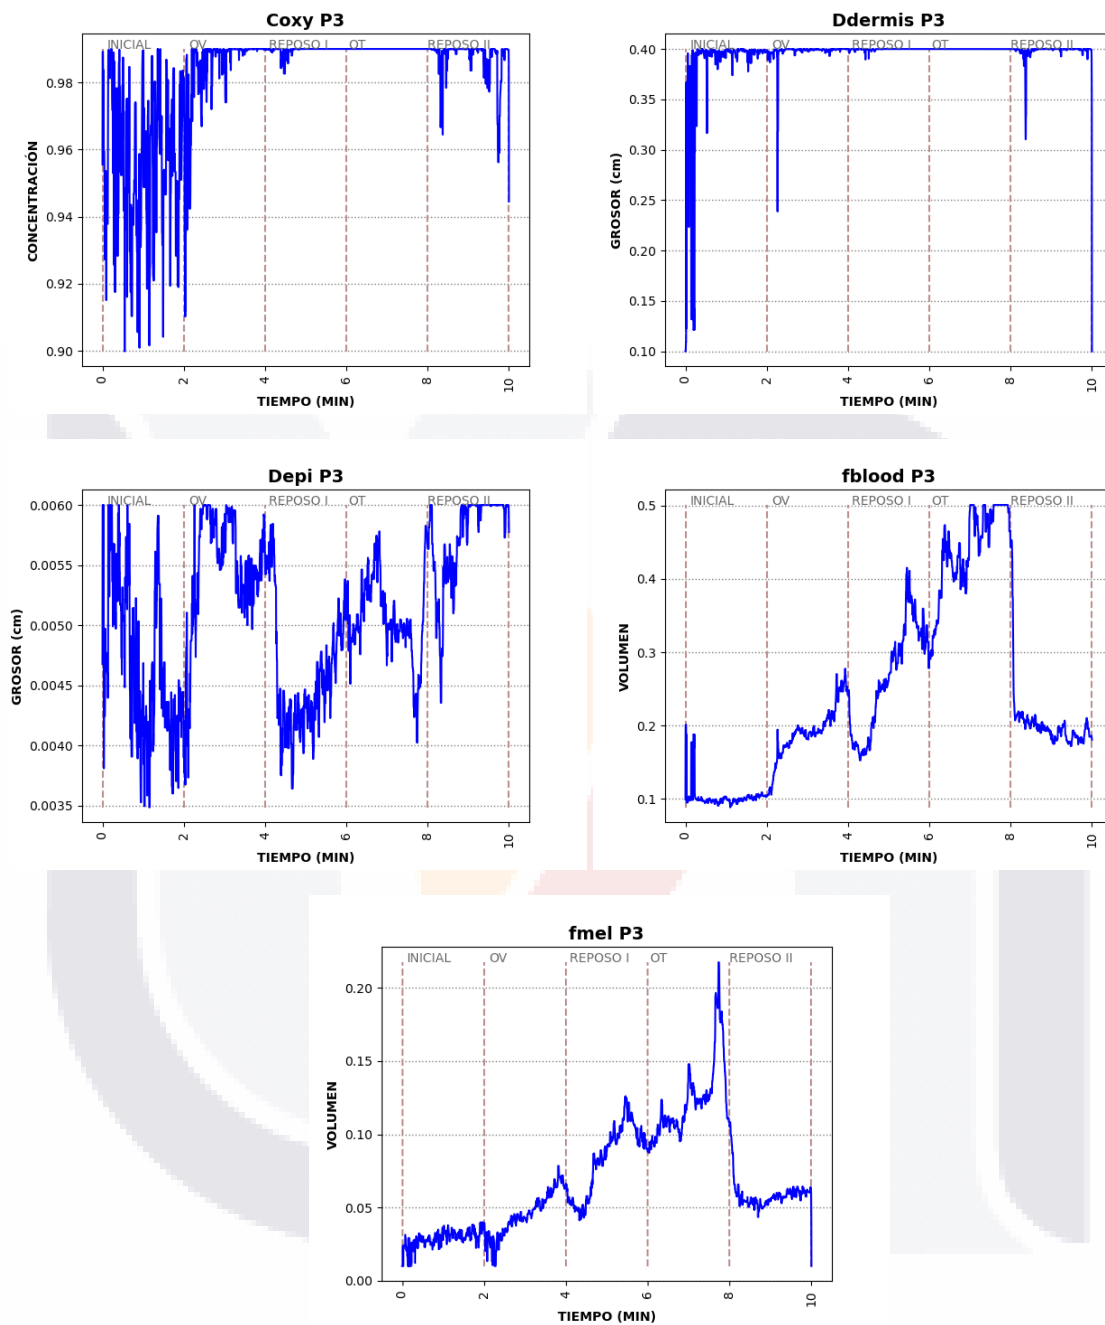 Coxy P3
INICIAL OV REPOSO I OT REPOSO II
CONCENTRACIÓN
0.98
0.96
0.94
0.92
0.90
0 2 4 6 8 10
TIEMPO (MIN)
Ddermis P3
INICIAL OV REPOSO I OT REPOSO II
GROSOR (cm)
0.40
0.35
0.30
0.25
0.20
0.15
0.10
0 2 4 6 8 10
TIEMPO (MIN)
Depi P3
INICIAL OV REPOSO I OT REPOSO II
GROSOR (cm)
0.0060
0.0055
0.0050
0.0045
0.0040
0.0035
0 2 4 6 8 10
TIEMPO (MIN)
fblood P3
INICIAL OV REPOSO I OT REPOSO II
VOLUMEN
0.5
0.4
0.3
0.2
0.1
0 2 4 6 8 10
TIEMPO (MIN)
fmel P3
INICIAL OV REPOSO I OT REPOSO II
VOLUMEN
0.20
0.15
0.10
0.05
0.00
0 2 4 6 8 10
TIEMPO (MIN)